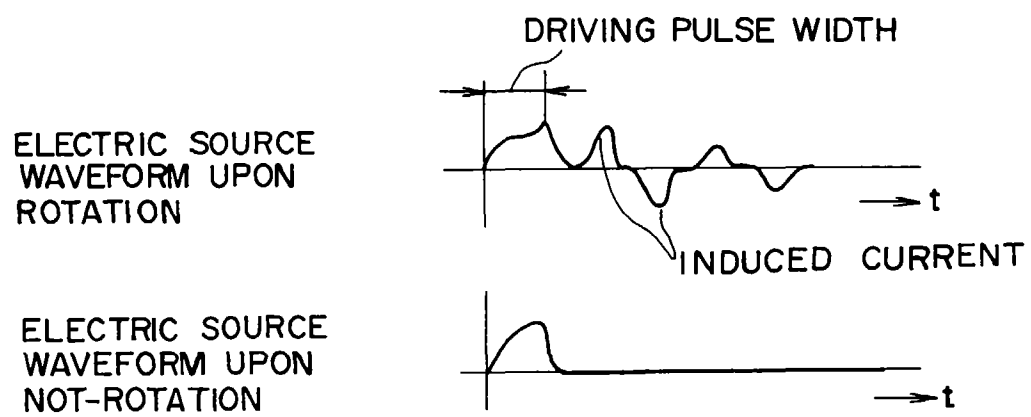 DRIVING PULSE WIDTH
ELECTRIC SOURCE
WAVEFORM UPON
ROTATION
t
INDUCED CURRENT
ELECTRIC SOURCE
WAVEFORM UPON
NOT-ROTATION
t